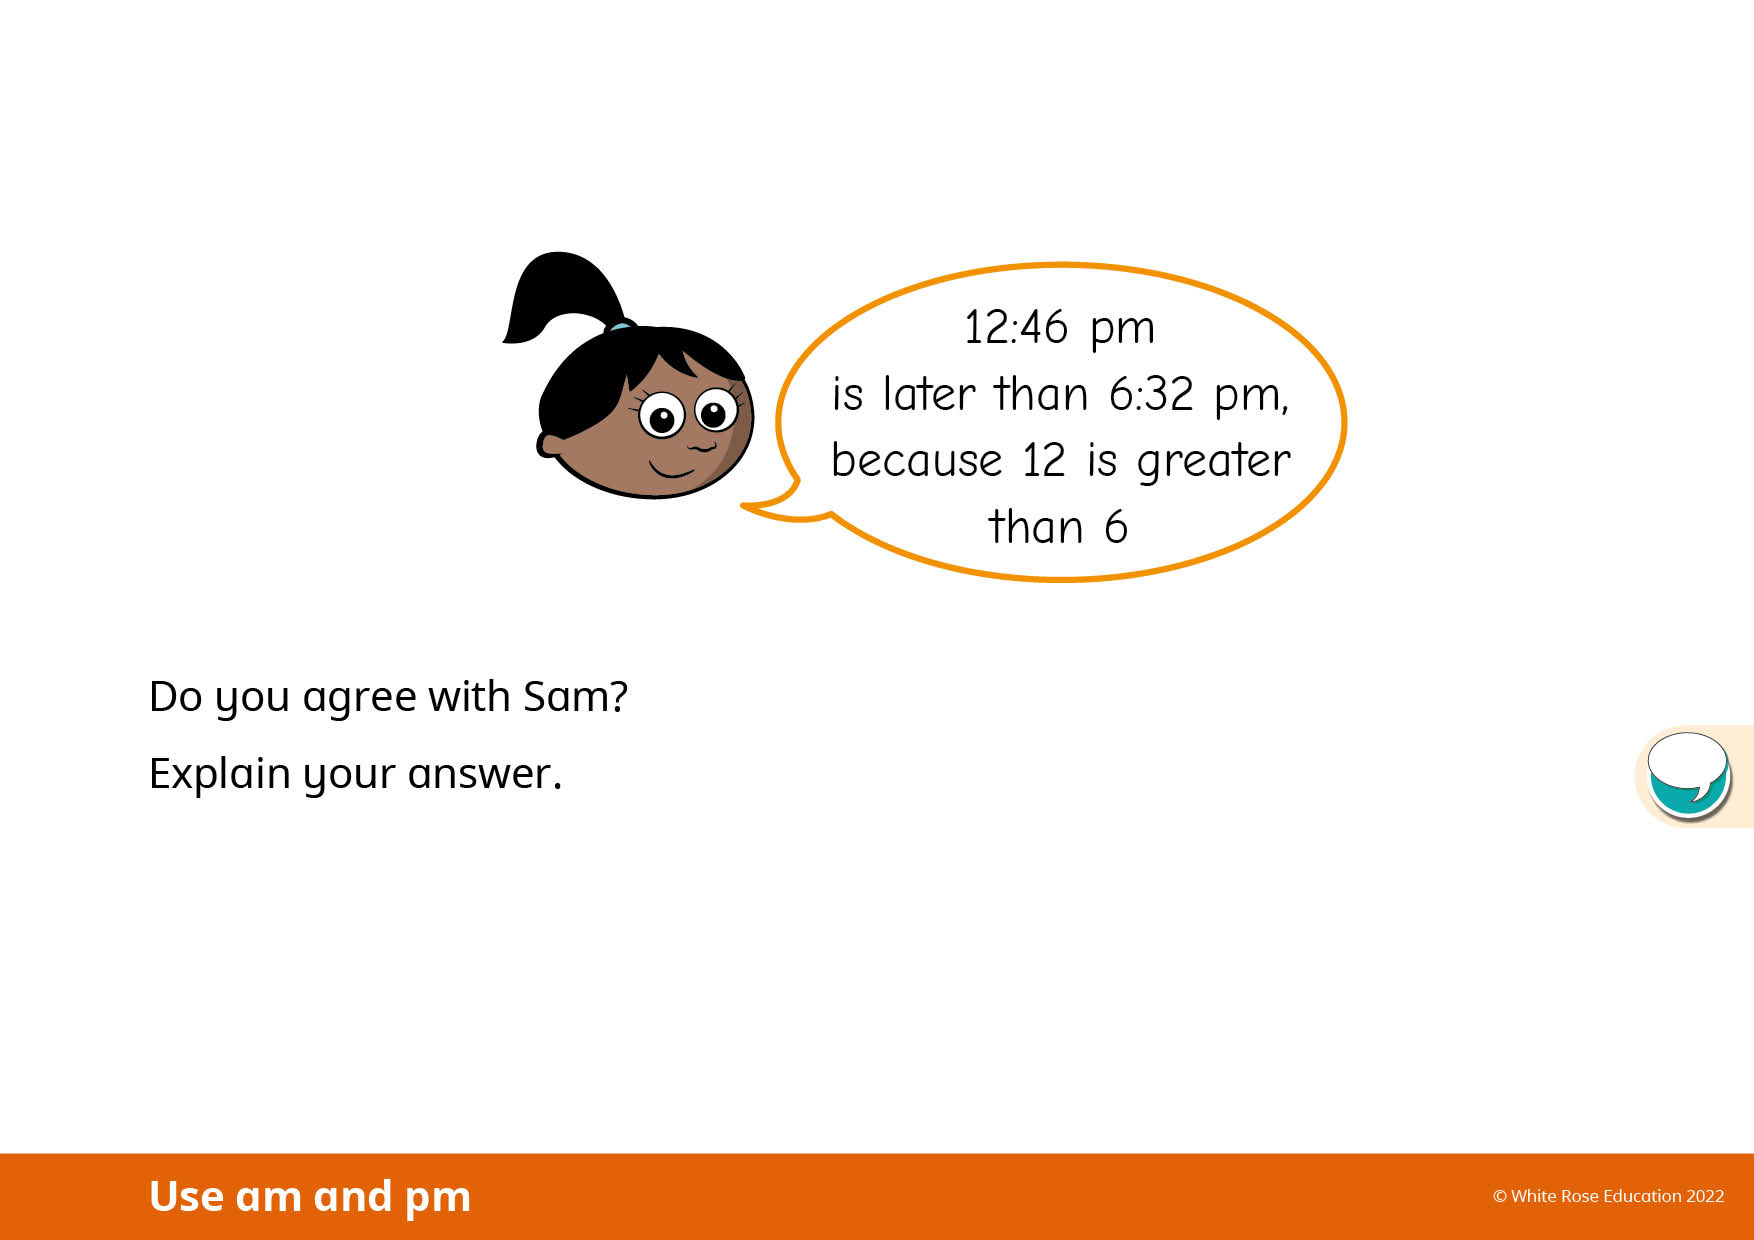 12:46 pm
is later than 6:32 pm,
because 12 is greater
than 6
Do you agree with Sam?
Explain your answer.
Use am and pm
© White Rose Education 2022